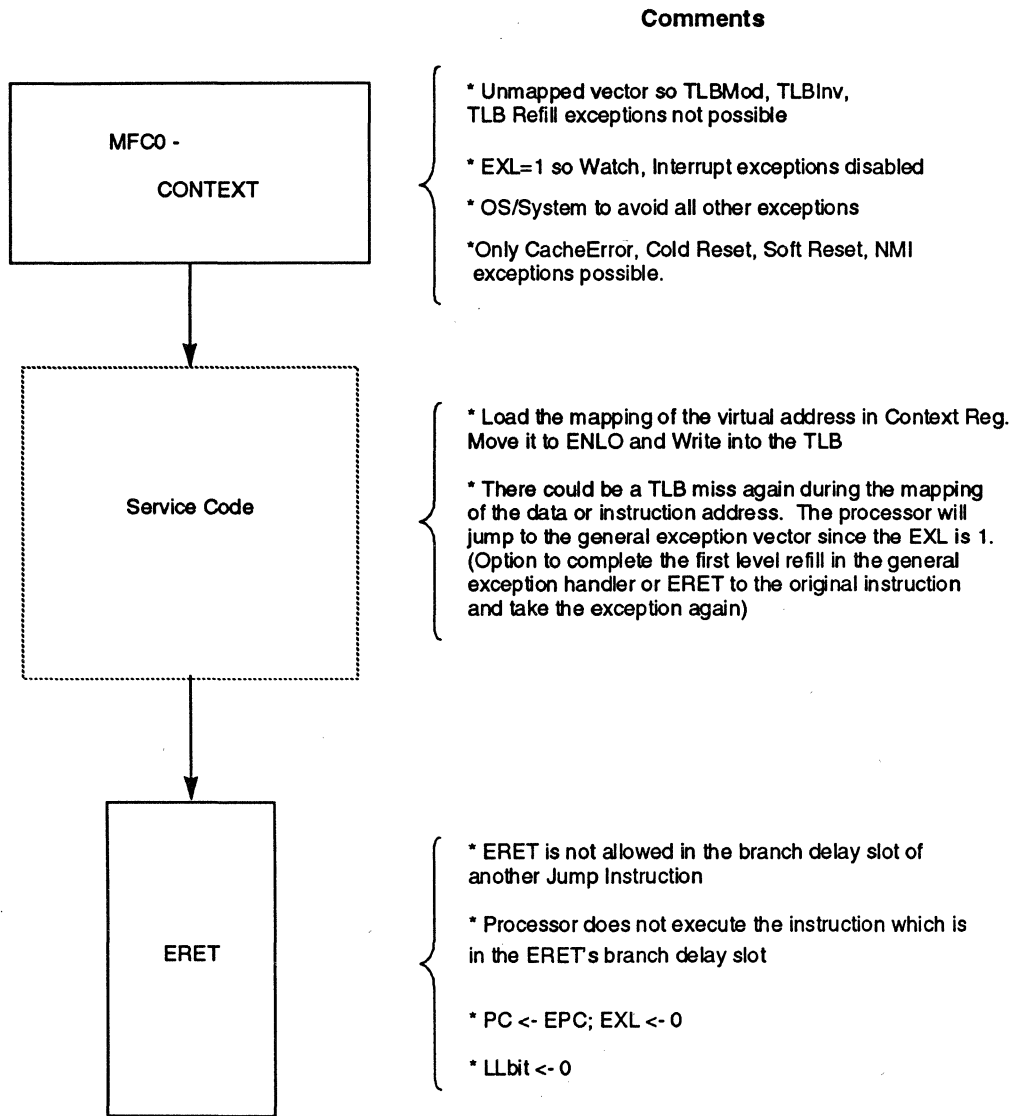 Comments
MFC0 -
CONTEXT
* Unmapped vector so TLBMod, TLBInv,
TLB Refill exceptions not possible
* EXL=1 so Watch, Interrupt exceptions disabled
* OS/System to avoid all other exceptions
*Only CacheError, Cold Reset, Soft Reset, NMI
exceptions possible.
Service Code
* Load the mapping of the virtual address in Context Reg.
Move it to ENLO and Write into the TLB
* There could be a TLB miss again during the mapping
of the data or instruction address. The processor will
jump to the general exception vector since the EXL is 1.
(Option to complete the first level refill in the general
exception handler or ERET to the original instruction
and take the exception again)
ERET
* ERET is not allowed in the branch delay slot of
another Jump Instruction
* Processor does not execute the instruction which is
in the ERET's branch delay slot
* PC <- EPC; EXL <- 0
* LLbit <- 0